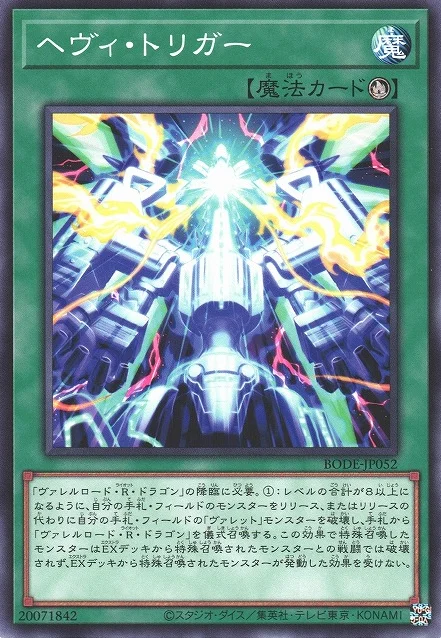 ヘヴィ・トリガー
魔
【魔法カード】
BODE-JP052
「ヴァレルロード・R・ドラゴン」の降臨に必要。①：レベルの合計が８以上に
なるように、自分の手札・フィールドのモンスターをリリース、またはリリースの
代わりに自分の手札・フィールドの「ヴァレット」モンスターを破壊し、手札から
「ヴァレルロード・R・ドラゴン」を儀式召喚する。この効果で特殊召喚した
モンスターはEXデッキから特殊召喚されたモンスターとの戦闘では破壊
されず、EXデッキから特殊召喚されたモンスターが発動した効果を受けない。
20071842 ©スタジオ・ダイス／集英社・テレビ東京・KONAMI